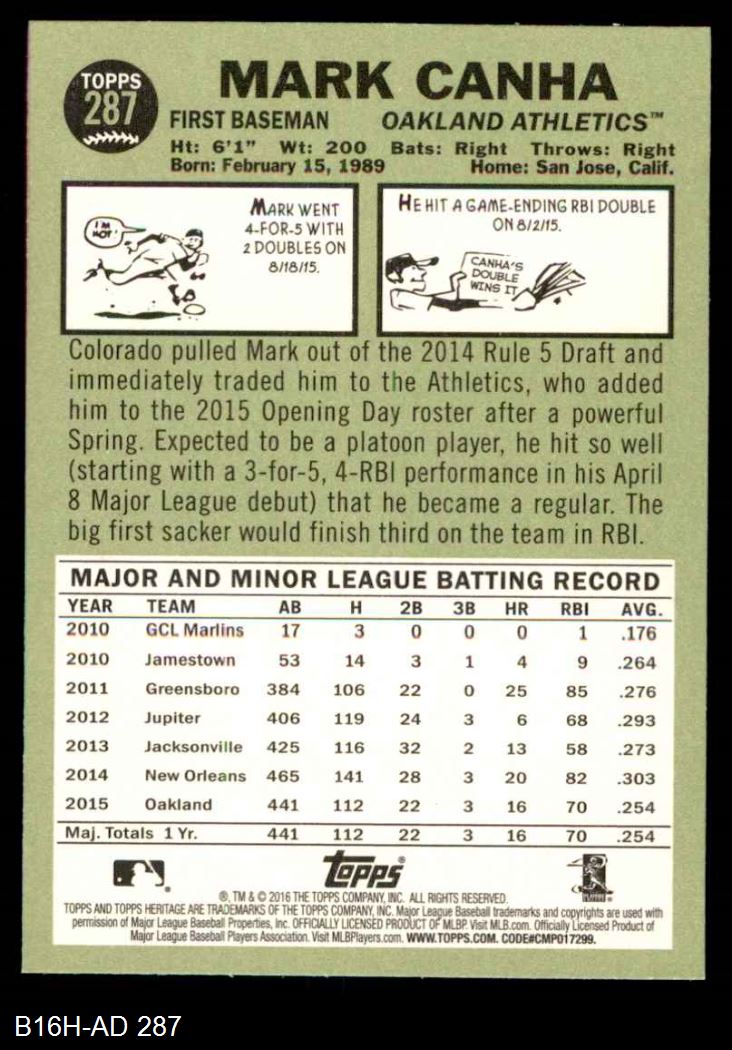 TOPPS
287
MARK CANHA
FIRST BASEMAN OAKLAND ATHLETICS™
Ht: 6'1" Wt: 200 Bats: Right Throws: Right
Born: February 15, 1989 Home: San Jose, Calif.
I'M
HOT!
MARK WENT
4-FOR-5 WITH
2 DOUBLES ON
8/18/15.
HE HIT A GAME-ENDING RBI DOUBLE
ON 8/2/15.
CANHA'S
DOUBLE
WINS IT
Colorado pulled Mark out of the 2014 Rule 5 Draft and
immediately traded him to the Athletics, who added
him to the 2015 Opening Day roster after a powerful
Spring. Expected to be a platoon player, he hit so well
(starting with a 3-for-5, 4-RBI performance in his April
8 Major League debut) that he became a regular. The
big first sacker would finish third on the team in RBI.
MAJOR AND MINOR LEAGUE BATTING RECORD
YEAR TEAM AB H 2B 3B HR RBI AVG.
2010 GCL Marlins 17 3 0 0 0 1 .176
2010 Jamestown 53 14 3 1 4 9 .264
2011 Greensboro 384 106 22 0 25 85 .276
2012 Jupiter 406 119 24 3 6 68 .293
2013 Jacksonville 425 116 32 2 13 58 .273
2014 New Orleans 465 141 28 3 20 82 .303
2015 Oakland 441 112 22 3 16 70 .254
Maj. Totals 1 Yr. 441 112 22 3 16 70 .254
topps®
®, TM & © 2016 THE TOPPS COMPANY, INC. ALL RIGHTS RESERVED.
TOPPS AND TOPPS HERITAGE ARE TRADEMARKS OF THE TOPPS COMPANY, INC. Major League Baseball trademarks and copyrights are used with
permission of Major League Baseball Properties, Inc. OFFICIALLY LICENSED PRODUCT OF MLBP. Visit MLB.com. Officially Licensed Product of
Major League Baseball Players Association. Visit MLBPlayers.com. WWW.TOPPS.COM. CODE#CMP017299.
B16H-AD 287